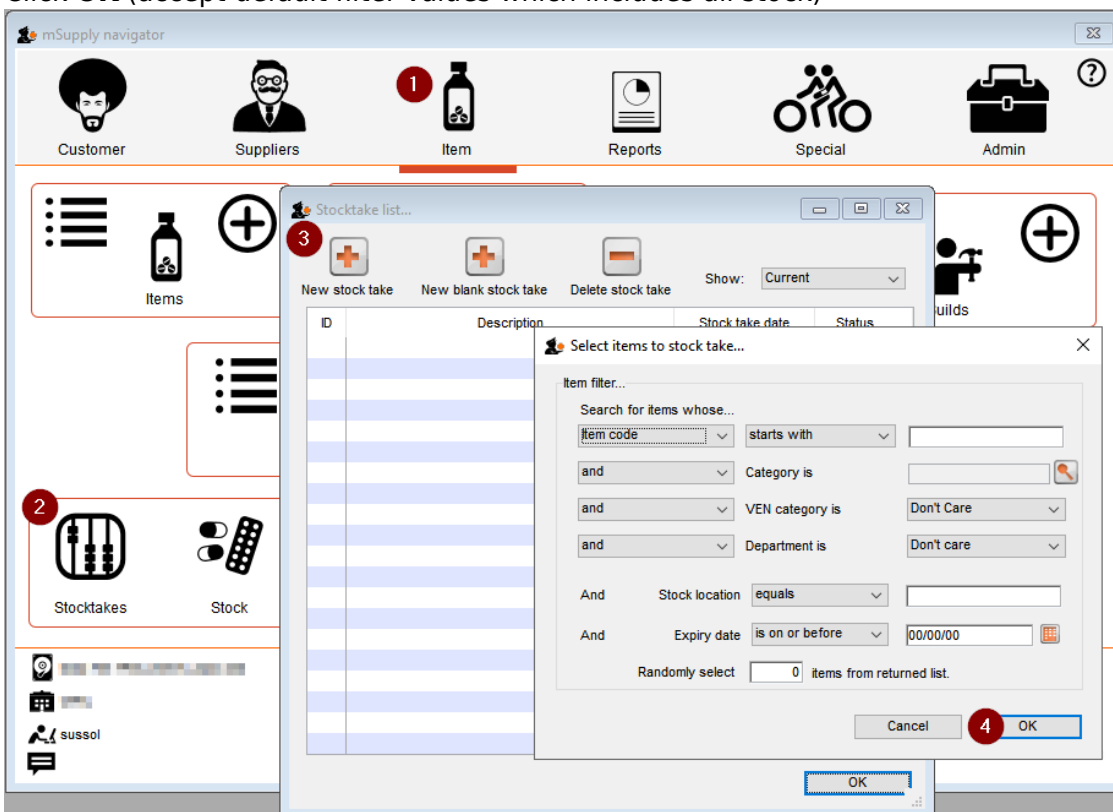 Click OK (accept default filter values which includes all stock)
mSupply navigator
1
?
Customer Suppliers Item Reports Special Admin
Stocktake list...
3
New stock take New blank stock take Delete stock take Show: Current
Items
uilds
ID Description Stock take date Status
Select items to stock take...
Item filter...
Search for items whose...
Item code starts with
and Category is
2
and VEN category is Don't Care
and Department is Don't care
Stocktakes Stock
And Stock location equals
And Expiry date is on or before 00/00/00
Randomly select 0 items from returned list.
Cancel 4 OK
sussol
OK